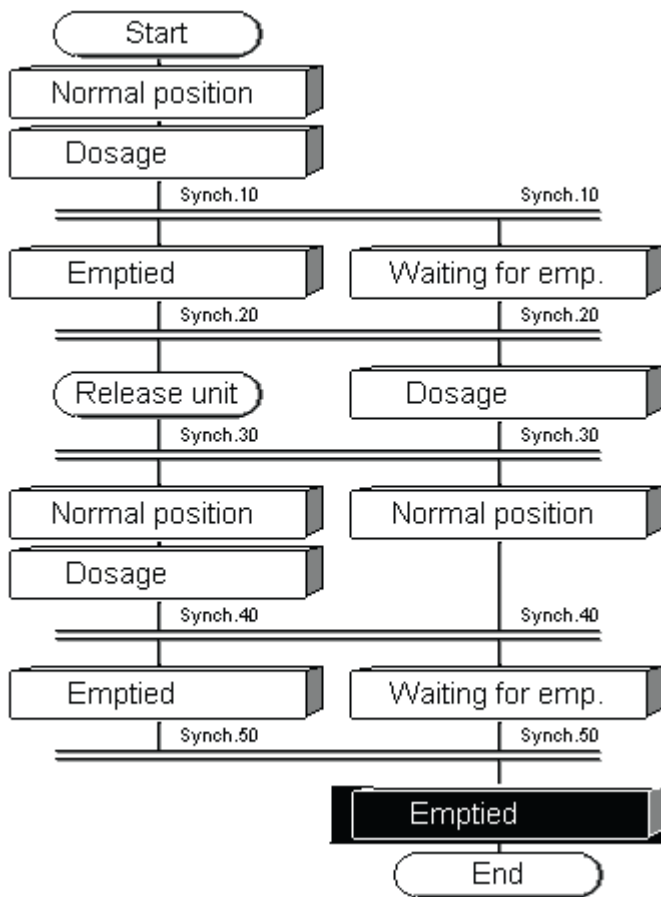 Start
Normal position
Dosage
Synch.10 Synch.10
Emptied Waiting for emp.
Synch.20 Synch.20
Release unit Dosage
Synch.30 Synch.30
Normal position Normal position
Dosage
Synch.40 Synch.40
Emptied Waiting for emp.
Synch.50 Synch.50
Emptied
End